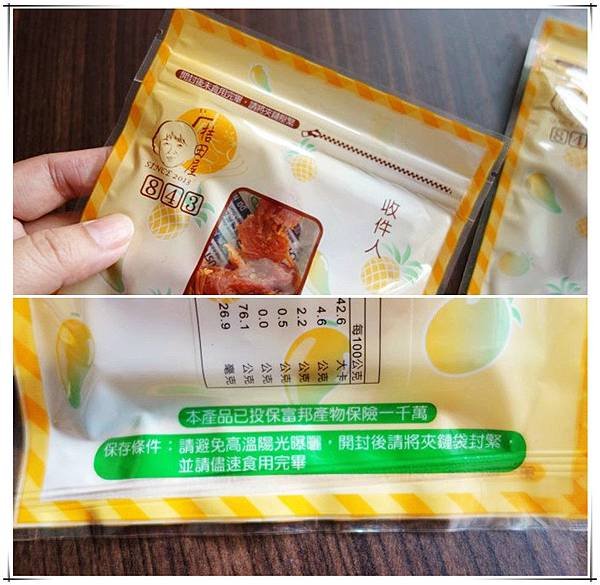 開封後未食用完畢，請將夾鏈壓緊
SINCE 2013
843
收件人
每100公克
42.6 大卡
4.6 公克
2.2 公克
0.5 公克
0.0 公克
76.1 公克
26.9 毫克
本產品已投保富邦產物保險一千萬
保存條件：請避免高溫陽光曝曬，開封後請將夾鏈袋封緊，
並請儘速食用完畢